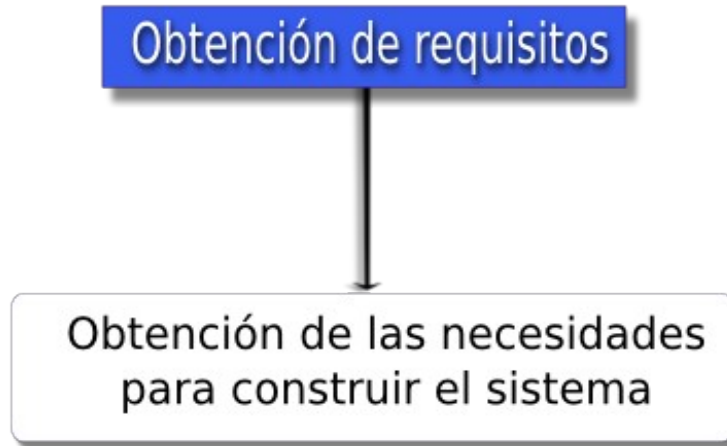 Obtención de requisitos
Obtención de las necesidades
para construir el sistema